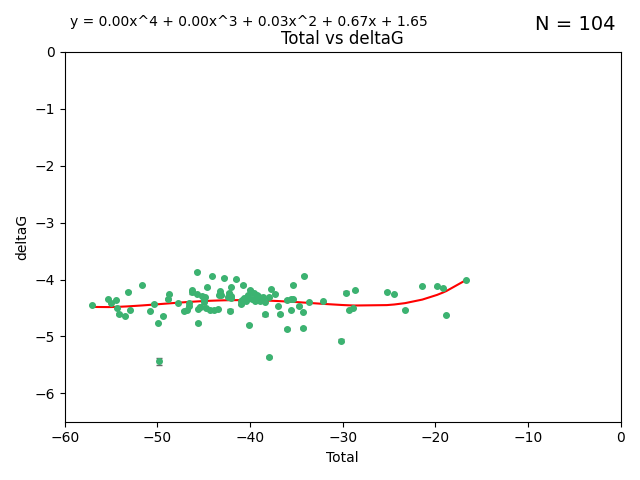 y = 0.00x^4 + 0.00x^3 + 0.03x^2 + 0.67x + 1.65
N = 104
Total vs deltaG
0
−1
−2
−3
−4
−5
−6
deltaG
−60 −50 −40 −30 −20 −10 0
Total